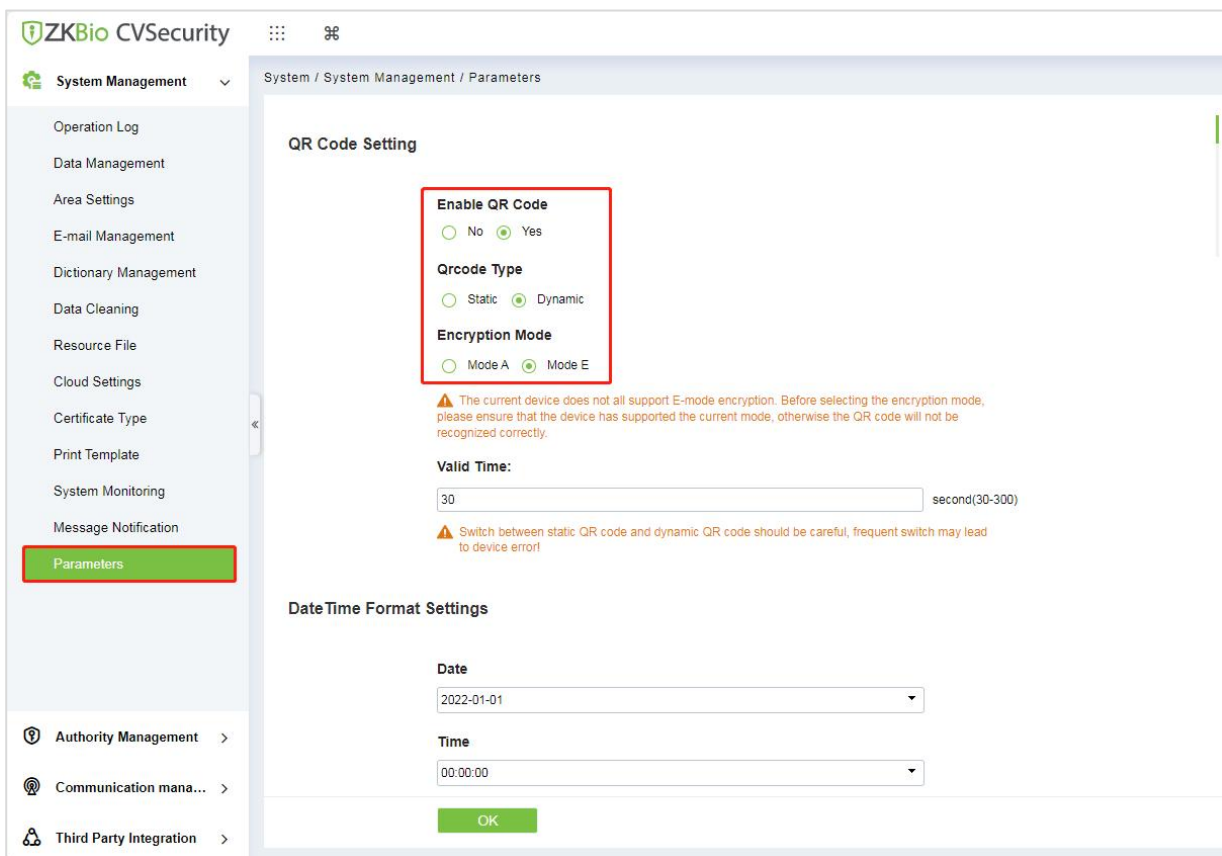 ZKBio CVSecurity
System Management
Operation Log
Data Management
Area Settings
E-mail Management
Dictionary Management
Data Cleaning
Resource File
Cloud Settings
Certificate Type
Print Template
System Monitoring
Message Notification
Parameters
Authority Management
Communication mana...
Third Party Integration
System / System Management / Parameters
QR Code Setting
Enable QR Code
No Yes
Qrcode Type
Static Dynamic
Encryption Mode
Mode A Mode E
The current device does not all support E-mode encryption. Before selecting the encryption mode,
please ensure that the device has supported the current mode, otherwise the QR code will not be
recognized correctly.
Valid Time:
30 second(30-300)
Switch between static QR code and dynamic QR code should be careful, frequent switch may lead
to device error!
DateTime Format Settings
Date
2022-01-01
Time
00:00:00
OK